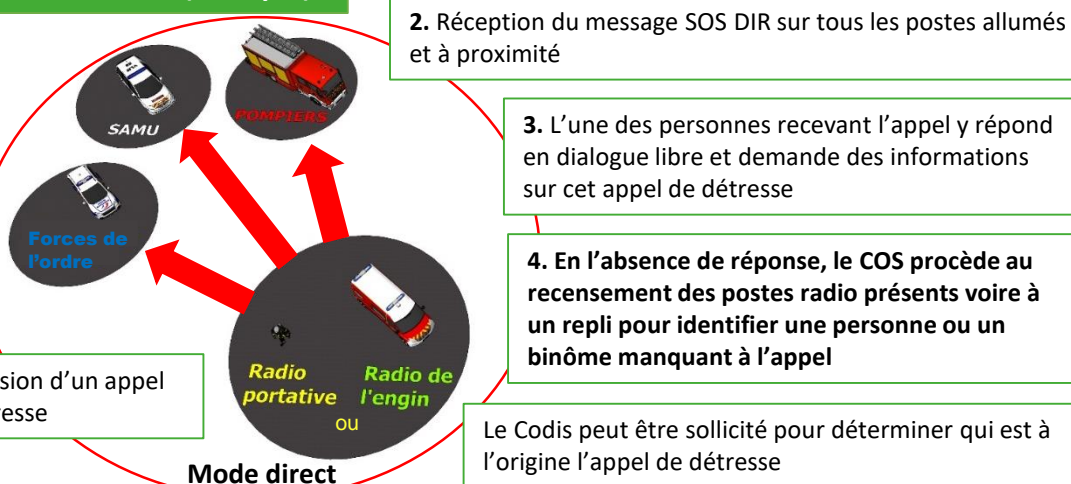 2. Réception du message SOS DIR sur tous les postes allumés
et à proximité
SAMU
POMPIERS
3. L'une des personnes recevant l'appel y répond
en dialogue libre et demande des informations
sur cet appel de détresse
Forces de
l'ordre
4. En l'absence de réponse, le COS procède au
recensement des postes radio présents voire à
un repli pour identifier une personne ou un
binôme manquant à l'appel
Radio
portative
ou
Radio de
l'engin
sion d'un appel
resse
Le Codis peut être sollicité pour déterminer qui est à
l'origine l'appel de détresse
Mode direct